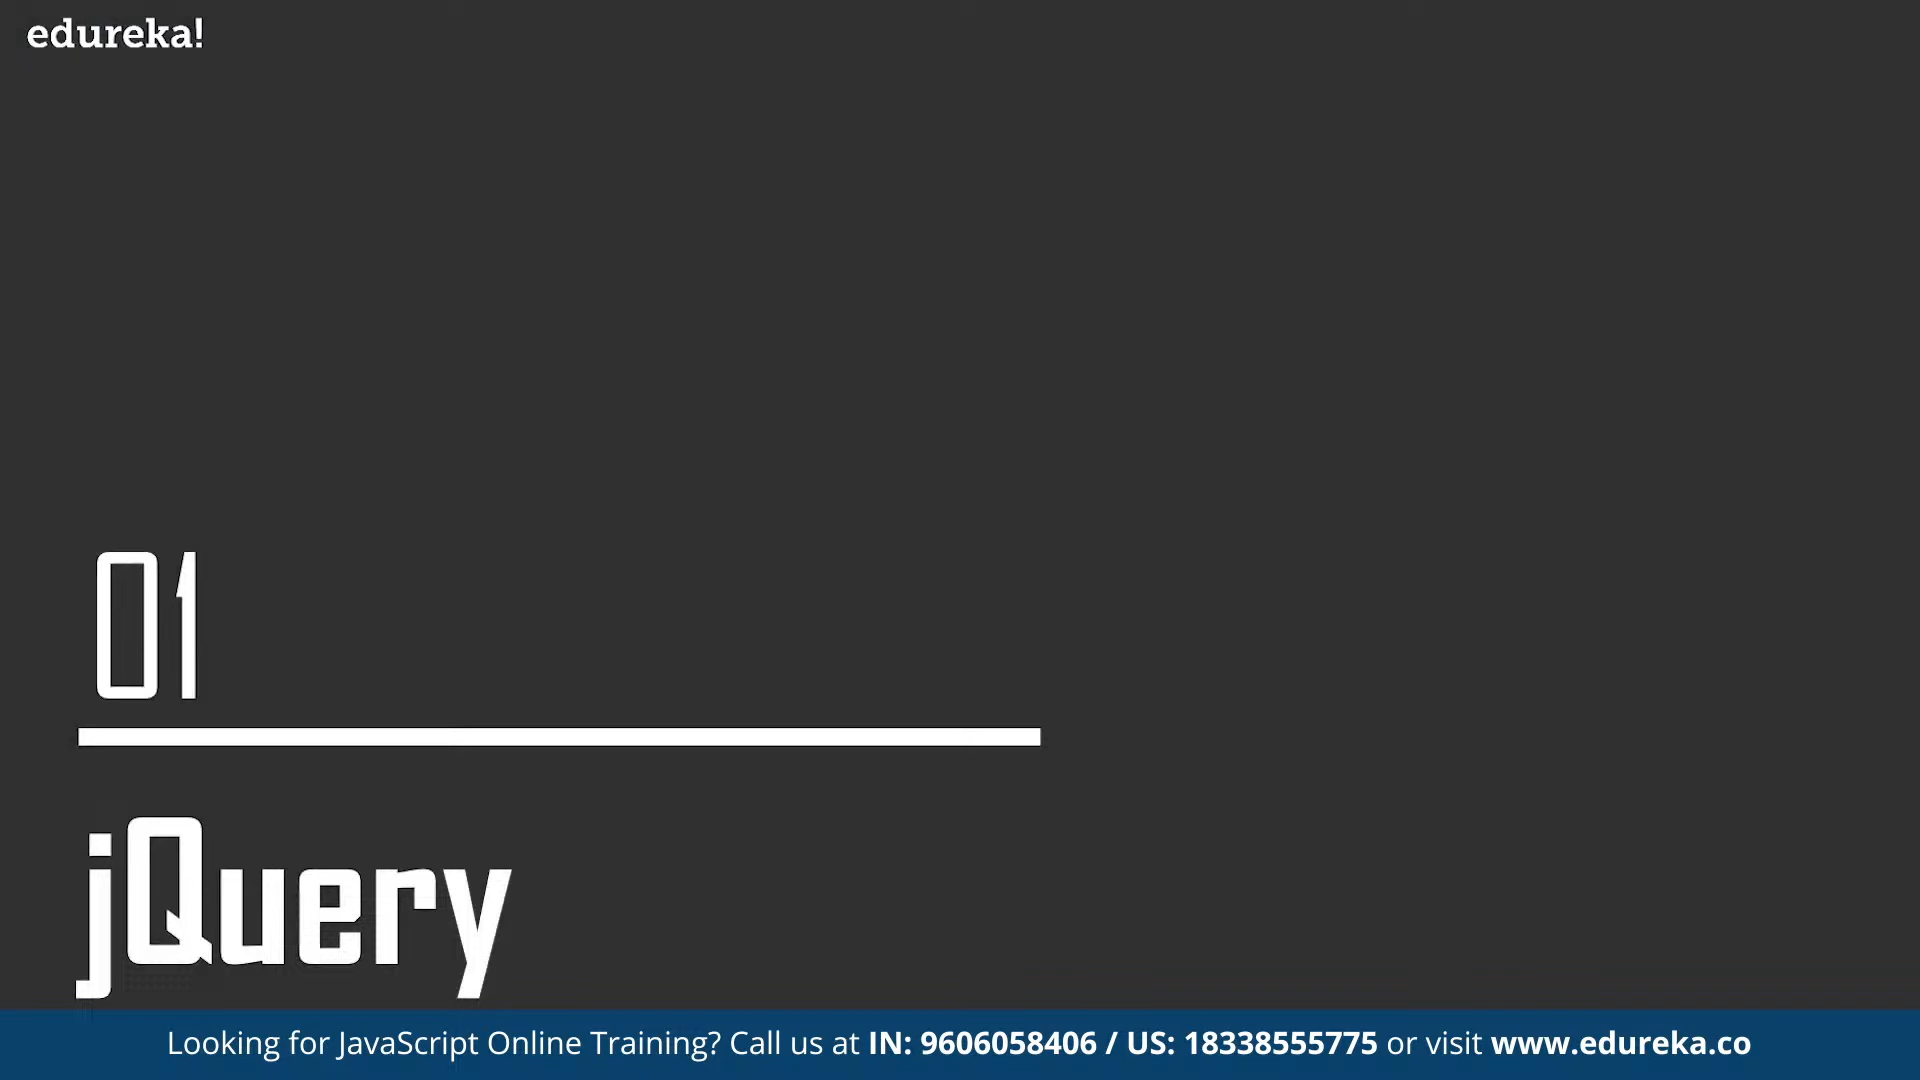 edureka!
01
jQuery
Looking for JavaScript Online Training? Call us at IN: 9606058406 / US: 18338555775 or visit www.edureka.co